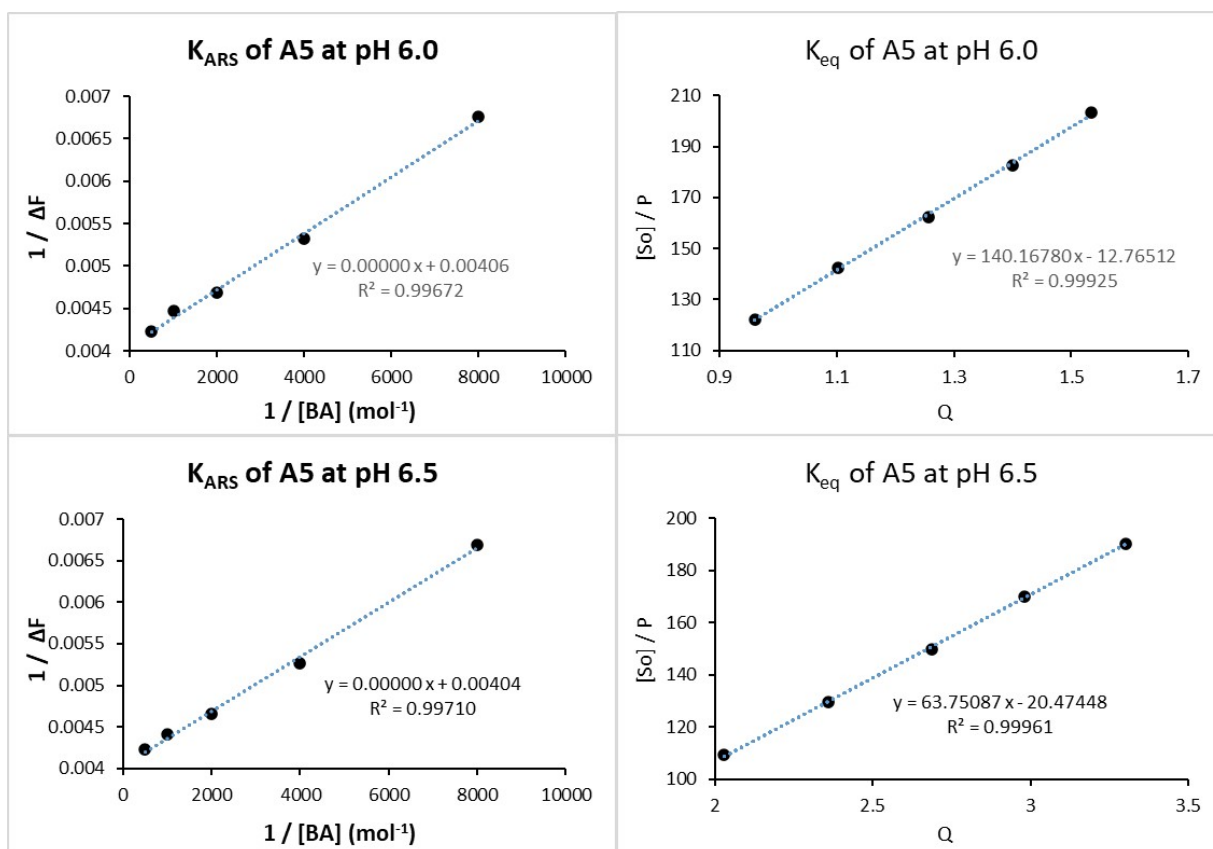 K_ARS of A5 at pH 6.0
0.007
0.0065
0.006
0.0055
0.005
0.0045
0.004
1 / ΔF
y = 0.00000 x + 0.00406
R² = 0.99672
0 2000 4000 6000 8000 10000
1 / [BA] (mol⁻¹)
K_eq of A5 at pH 6.0
210
190
170
150
130
110
[So] / P
y = 140.16780x - 12.76512
R² = 0.99925
0.9 1.1 1.3 1.5 1.7
Q
K_ARS of A5 at pH 6.5
0.007
0.0065
0.006
0.0055
0.005
0.0045
0.004
1 / ΔF
y = 0.00000 x + 0.00404
R² = 0.99710
0 2000 4000 6000 8000 10000
1 / [BA] (mol⁻¹)
K_eq of A5 at pH 6.5
200
180
160
140
120
100
[So] / P
y = 63.75087 x - 20.47448
R² = 0.99961
2 2.5 3 3.5
Q